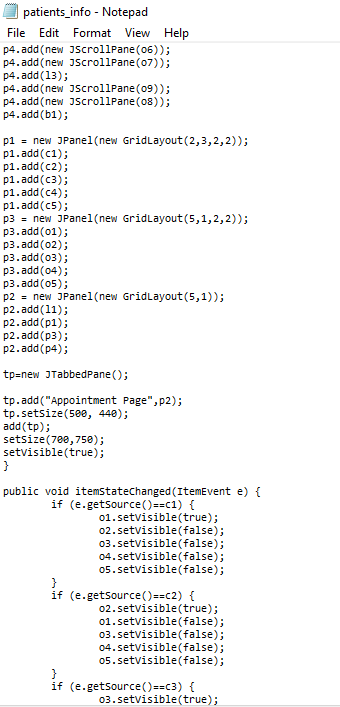 patients_info - Notepad
File Edit Format View Help
p4.add(new JScrollPane(o6));
p4.add(new JScrollPane(o7));
p4.add(l3);
p4.add(new JScrollPane(o9));
p4.add(new JScrollPane(o8));
p4.add(b1);

p1 = new JPanel(new GridLayout(2,3,2,2));
p1.add(c1);
p1.add(c2);
p1.add(c3);
p1.add(c4);
p1.add(c5);
p3 = new JPanel(new GridLayout(5,1,2,2));
p3.add(o1);
p3.add(o2);
p3.add(o3);
p3.add(o4);
p3.add(o5);
p2 = new JPanel(new GridLayout(5,1));
p2.add(l1);
p2.add(p1);
p2.add(p3);
p2.add(p4);

tp=new JTabbedPane();

tp.add("Appointment Page",p2);
tp.setSize(500, 440);
add(tp);
setSize(700,750);
setVisible(true);
}

public void itemStateChanged(ItemEvent e) {
        if (e.getSource()==c1) {
                o1.setVisible(true);
                o2.setVisible(false);
                o3.setVisible(false);
                o4.setVisible(false);
                o5.setVisible(false);
        }
        if (e.getSource()==c2) {
                o2.setVisible(true);
                o1.setVisible(false);
                o3.setVisible(false);
                o4.setVisible(false);
                o5.setVisible(false);
        }
        if (e.getSource()==c3) {
                o3.setVisible(true);